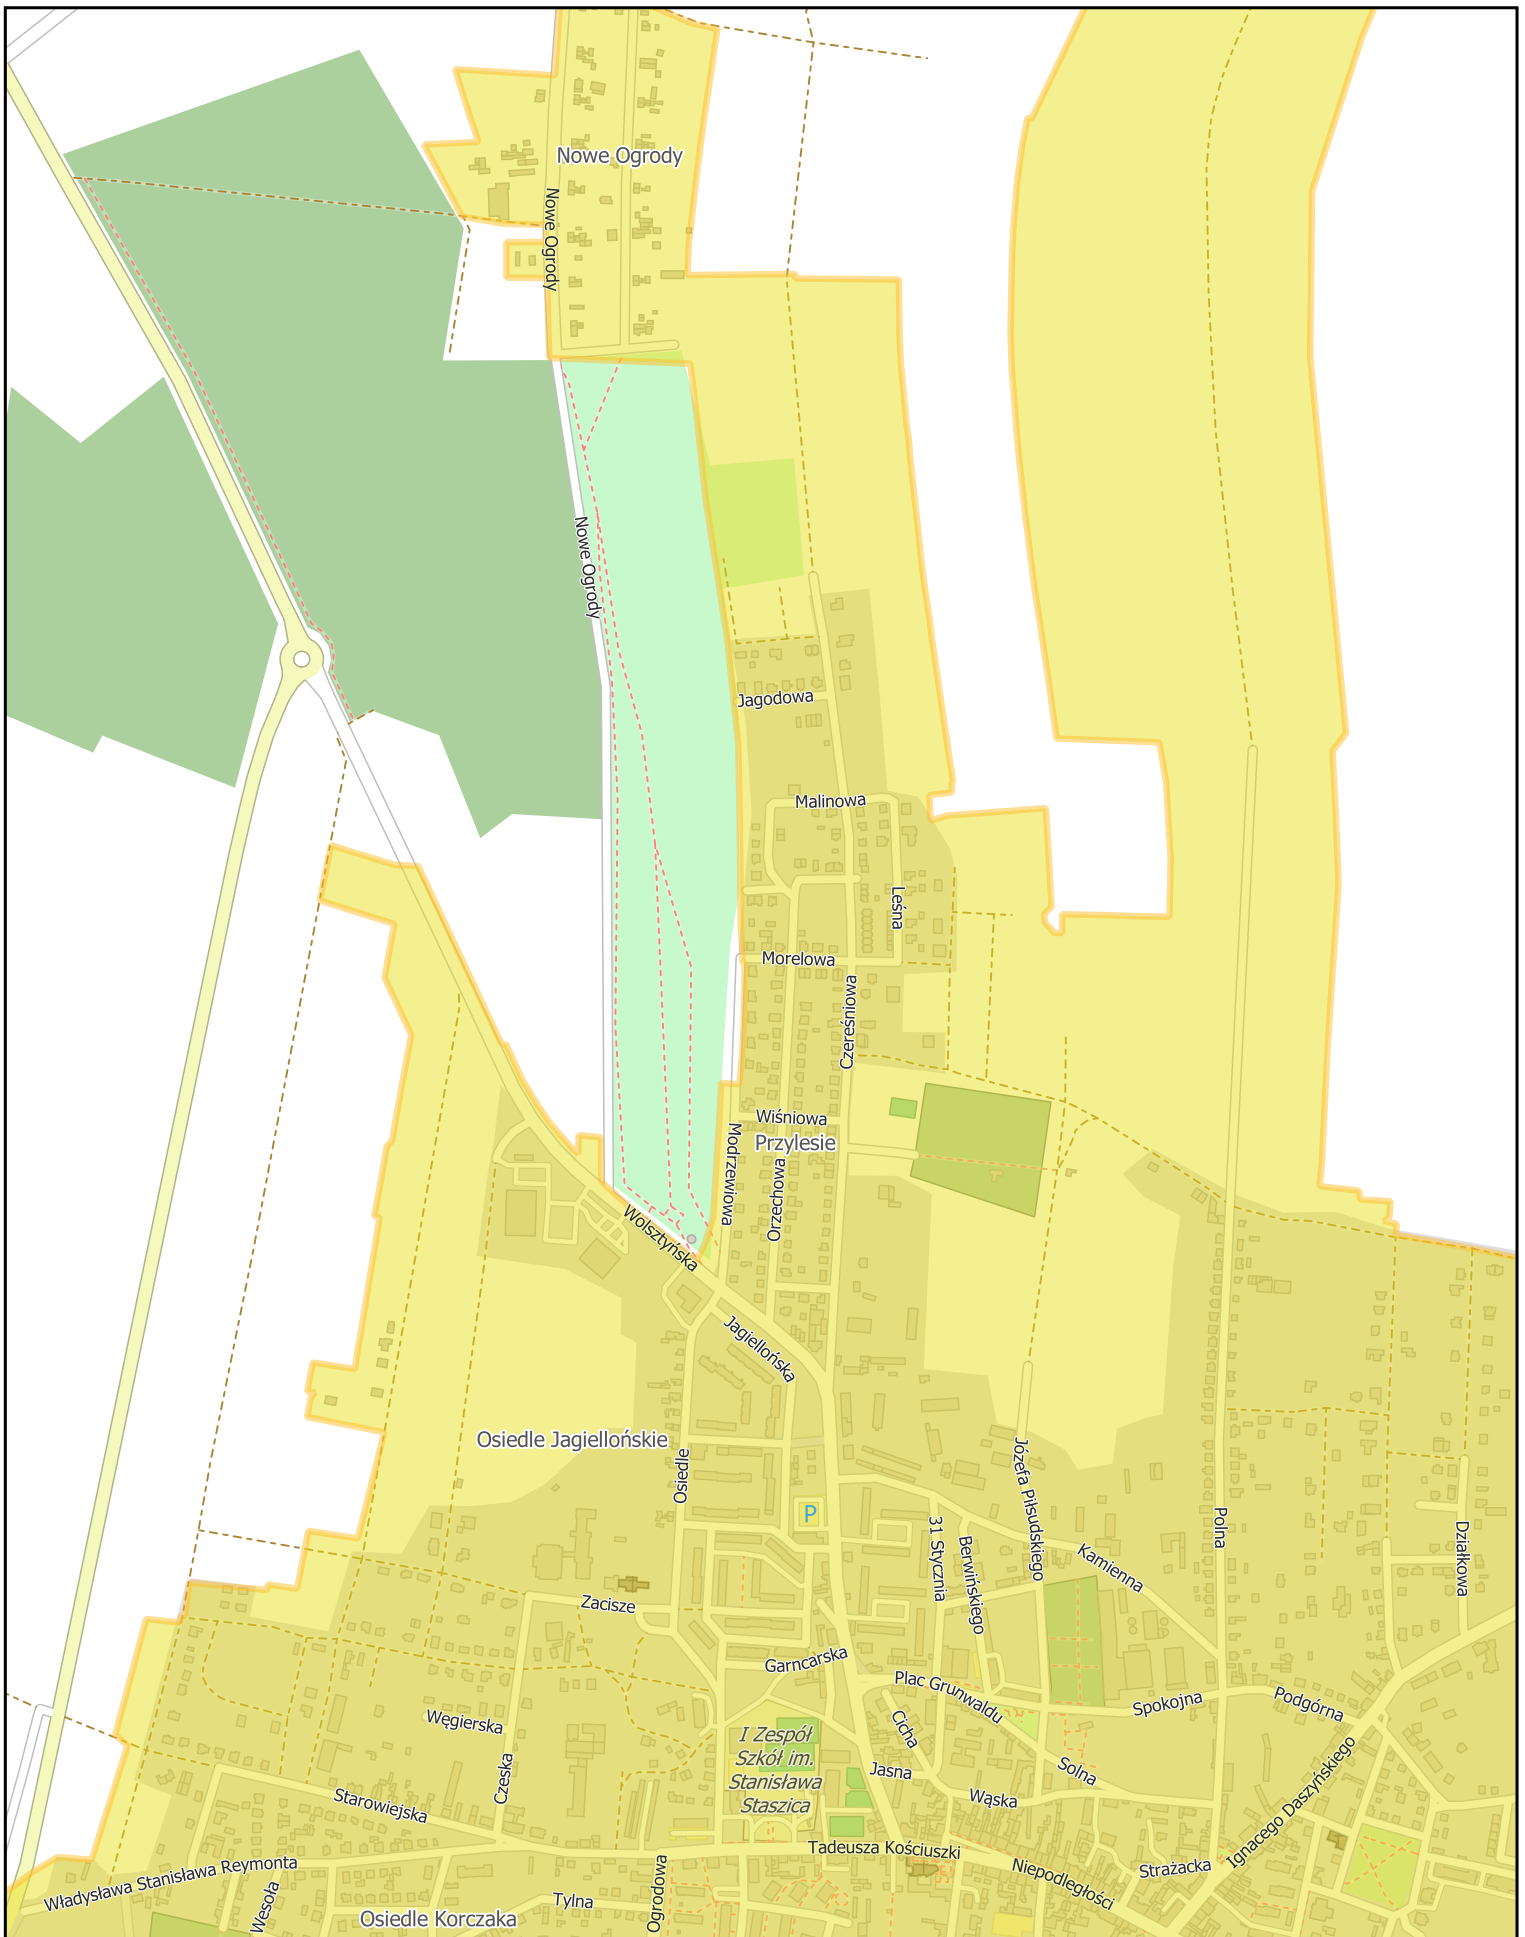 Nowe Ogrody
Nowe Ogrody
Nowe Ogrody
Jagodowa
Malinowa
Leśna
Morelowa
Czereśniowa
Wiśniowa
Przylesie
Modrzewiowa
Orzechowa
Wolsztyńska
Jagiellońska
Osiedle Jagiellońskie
Osiedle
Józefa Piłsudskiego
P
Polna
31 Stycznia
Berwińskiego
Kamienna
Działkowa
Zacisze
Garncarska
Plac Grunwaldu
Spokojna
Podgórna
Węgierska
Cicha
I Zespół
Szkół im.
Stanisława
Staszica
Czeska
Jasna
Solna
Wąska
Starowiejska
Ignacego Daszyńskiego
Tadeusza Kościuszki
Niepodległości
Strażacka
Władysława Stanisława Reymonta
Wesoła
Ogrodowa
Tylna
Osiedle Korczaka